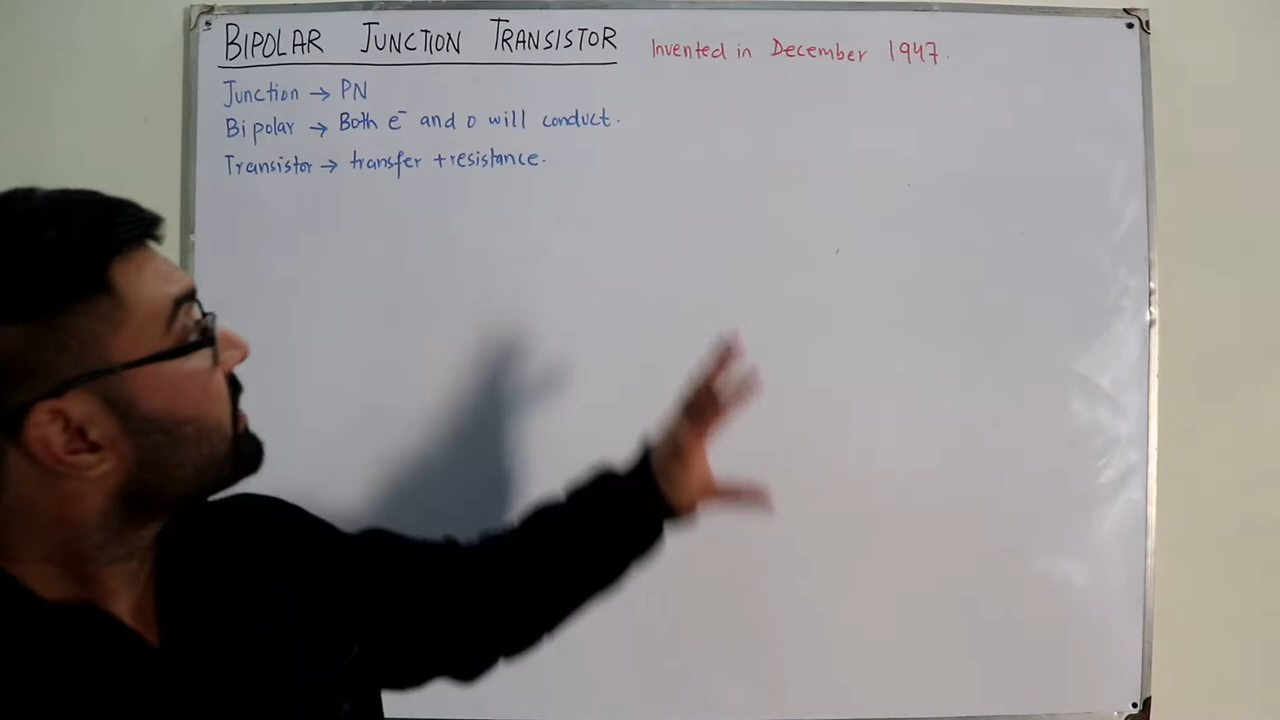 BIPOLAR JUNCTION TRANSISTOR Invented in December 1947.
Junction → PN
Bipolar → Both e⁻ and o will conduct.
Transistor → transfer + resistance.